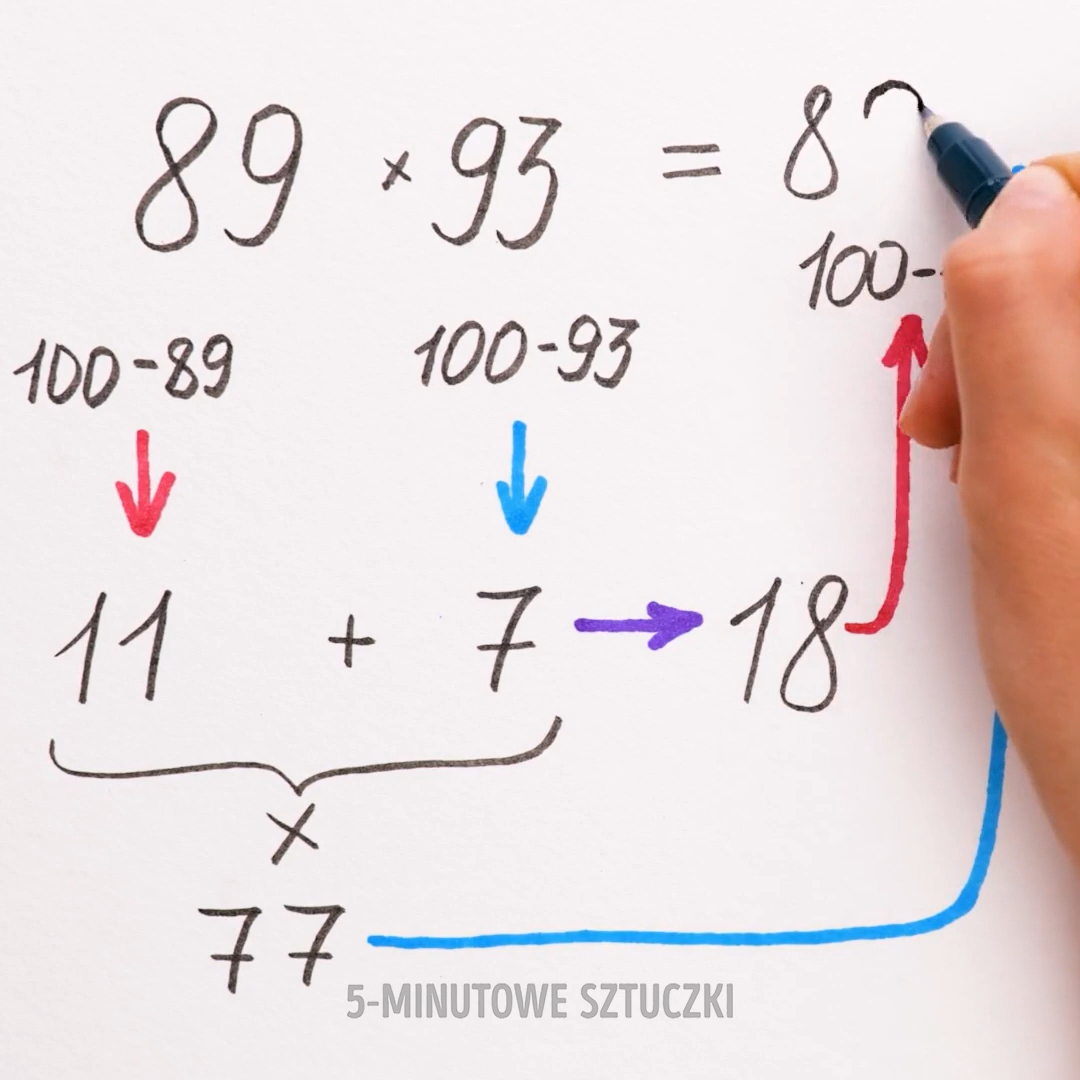 89 × 93 = 8
100-
100-89 100-93
11 + 7 18
×
77
5-MINUTOWE SZTUCZKI